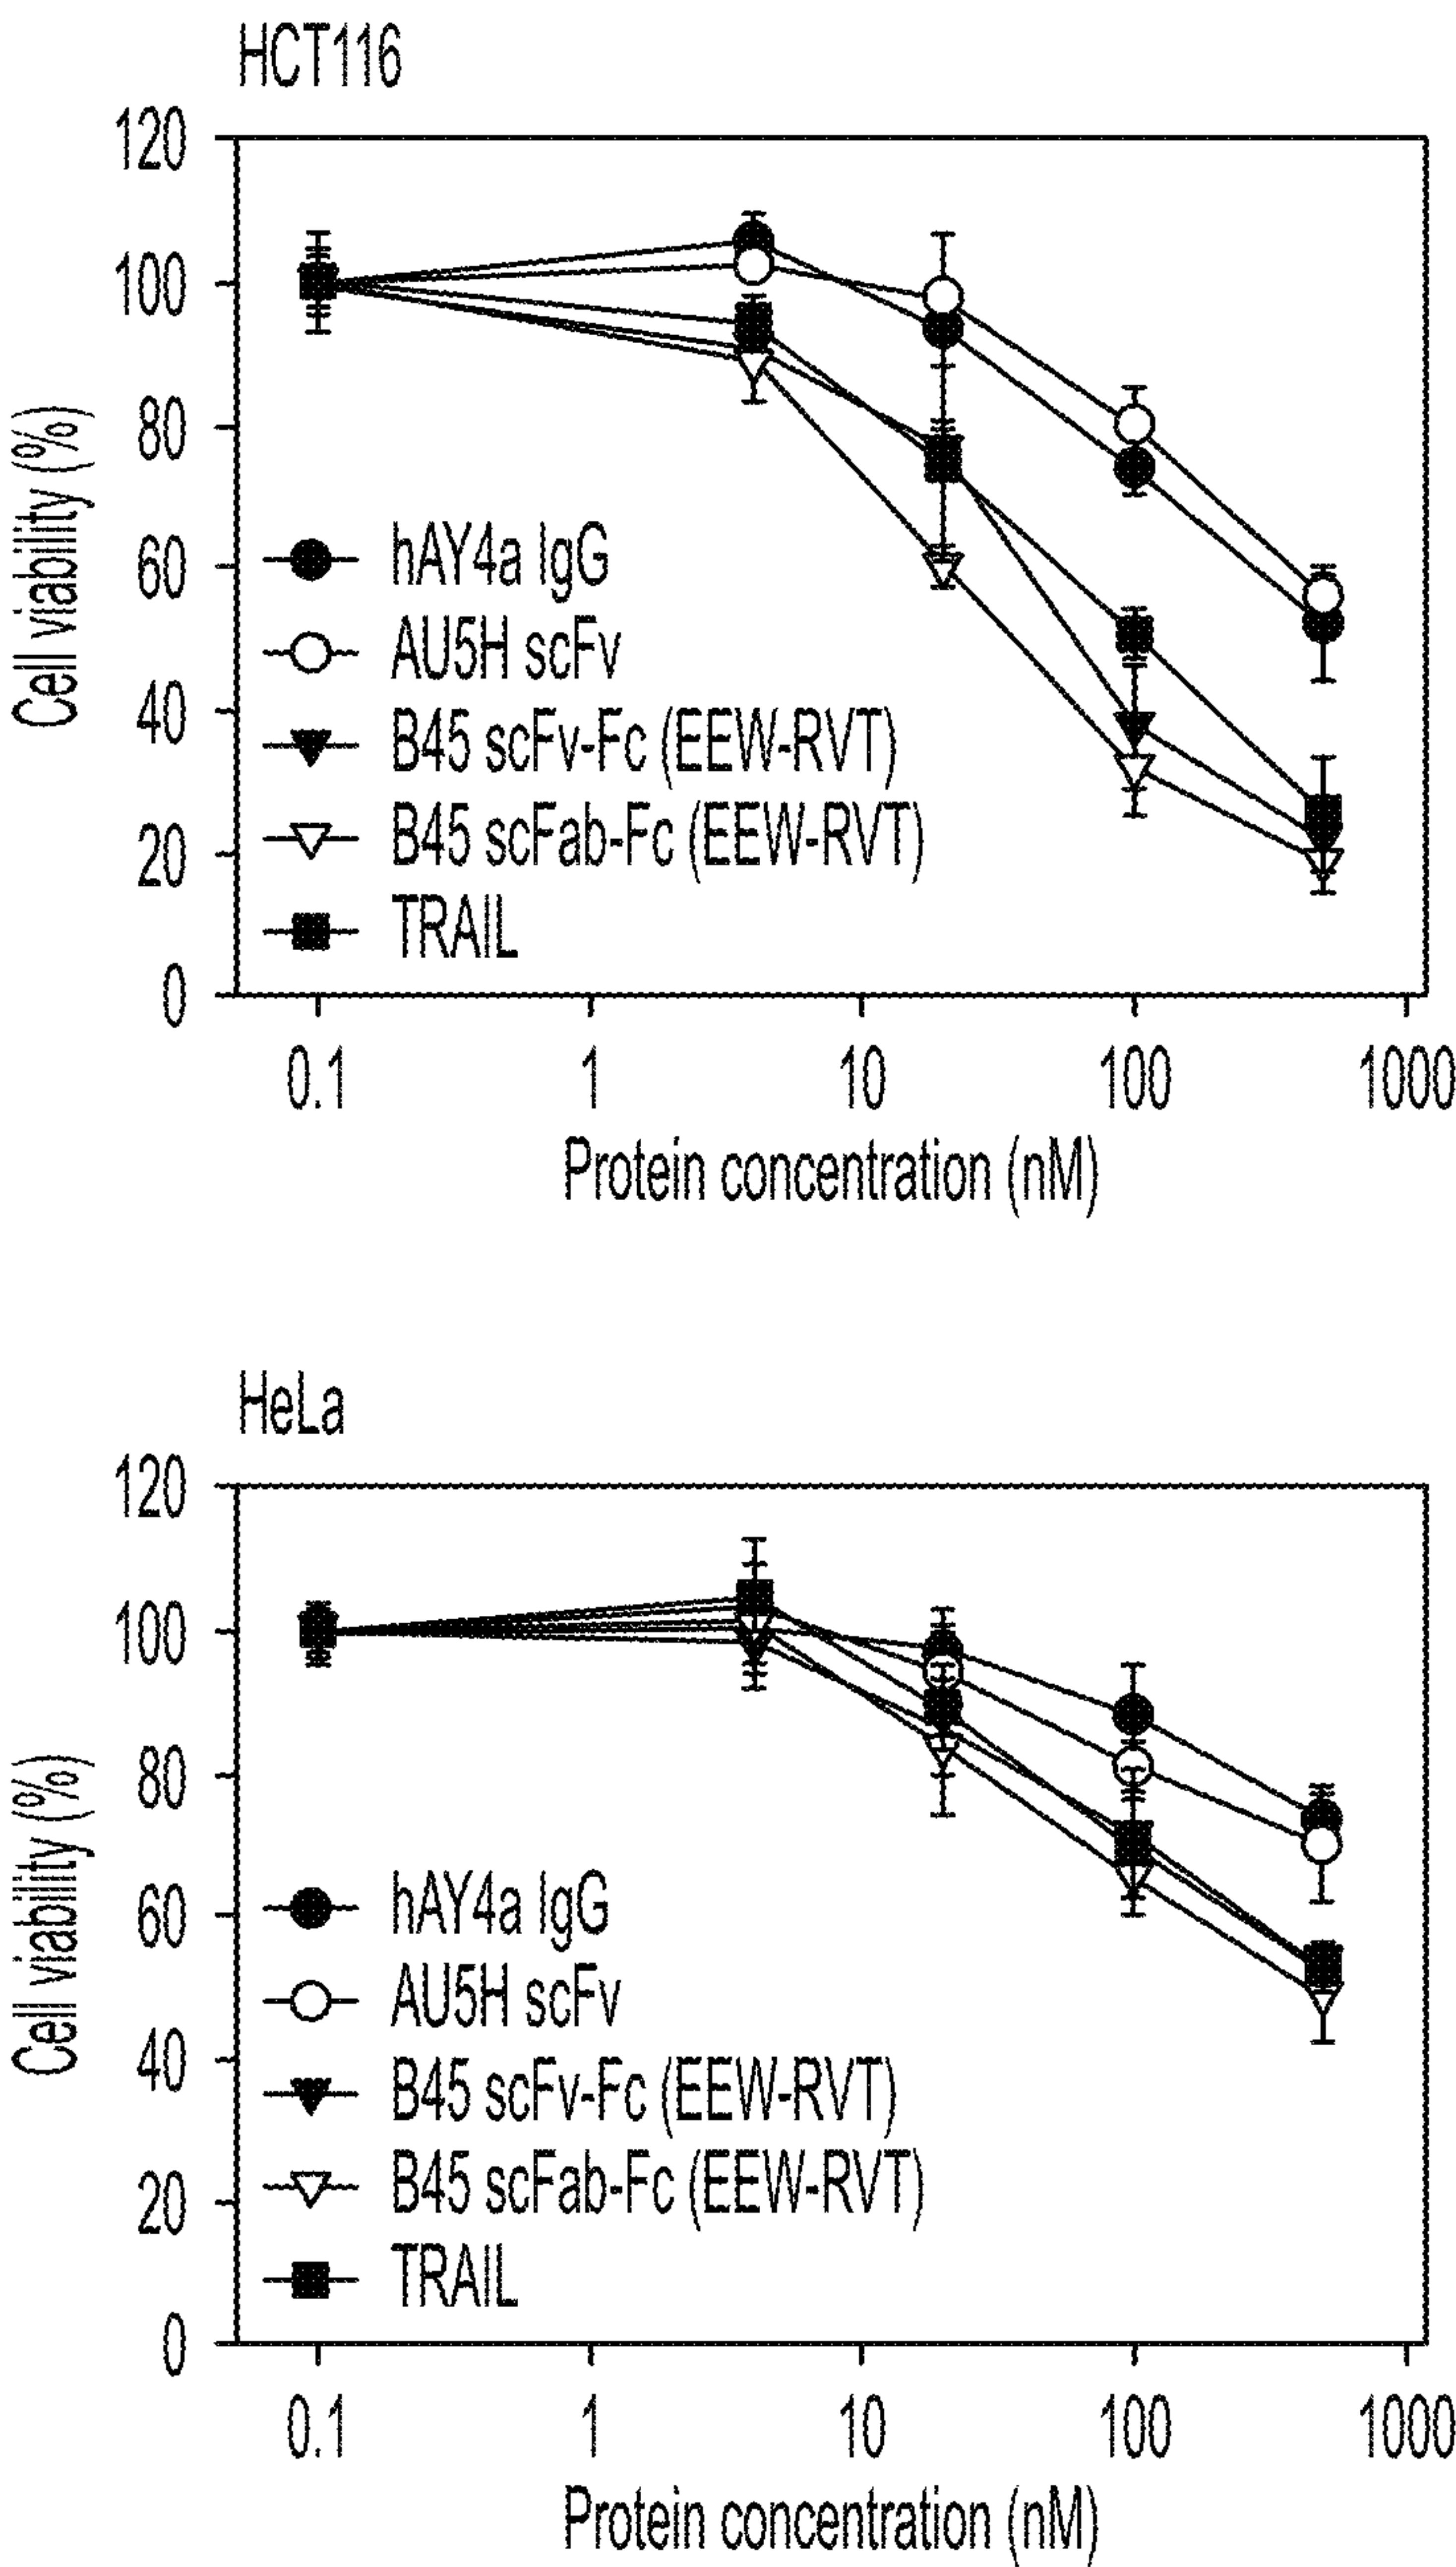 HCT116
120
100
80
60
40
20
0
Cell viability (%)
hAY4a IgG
AU5H scFv
B45 scFv-Fc (EEW-RVT)
B45 scFab-Fc (EEW-RVT)
TRAIL
0.1 1 10 100 1000
Protein concentration (nM)
HeLa
120
100
80
60
40
20
0
Cell viability (%)
hAY4a IgG
AU5H scFv
B45 scFv-Fc (EEW-RVT)
B45 scFab-Fc (EEW-RVT)
TRAIL
0.1 1 10 100 1000
Protein concentration (nM)